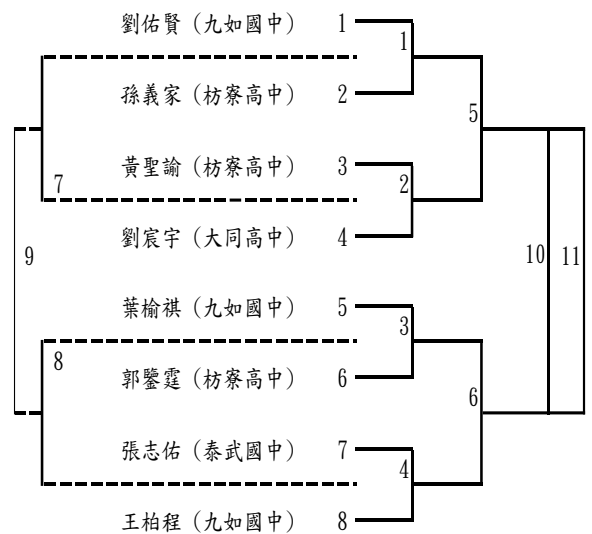 劉佑賢（九如國中） 1
1
孫義家（枋寮高中） 2
5
黃聖諭（枋寮高中） 3
7
2
劉宸宇（大同高中） 4
9
10 11
葉榆祺（九如國中） 5
3
8
郭鑒霆（枋寮高中） 6
6
張志佑（泰武國中） 7
4
王柏程（九如國中） 8